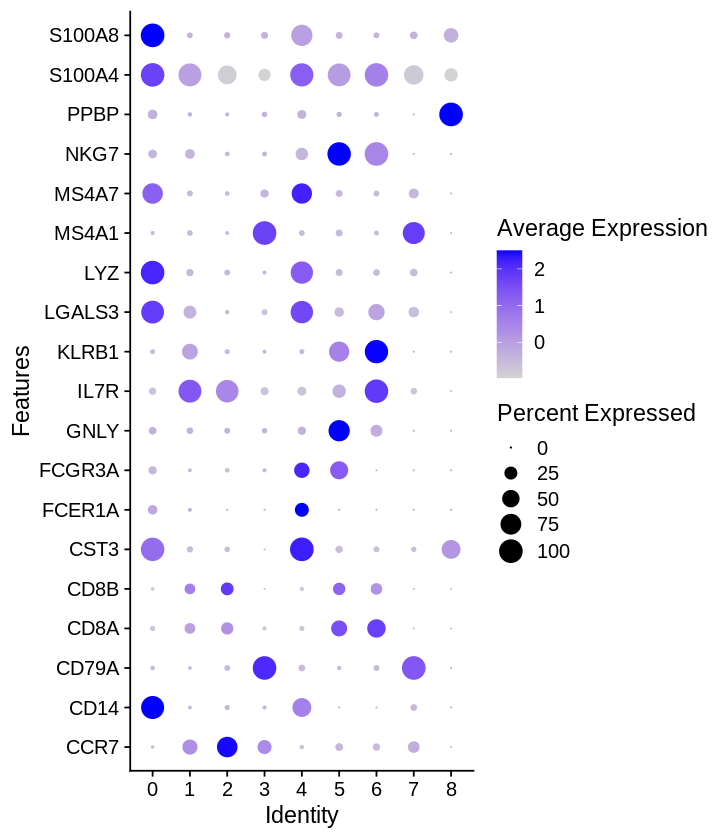 S100A8
S100A4
PPBP
NKG7
MS4A7
MS4A1
LYZ
LGALS3
KLRB1
IL7R
GNLY
FCGR3A
FCER1A
CST3
CD8B
CD8A
CD79A
CD14
CCR7
Features
0 1 2 3 4 5 6 7 8
Identity
Average Expression
2
1
0
Percent Expressed
0
25
50
75
100